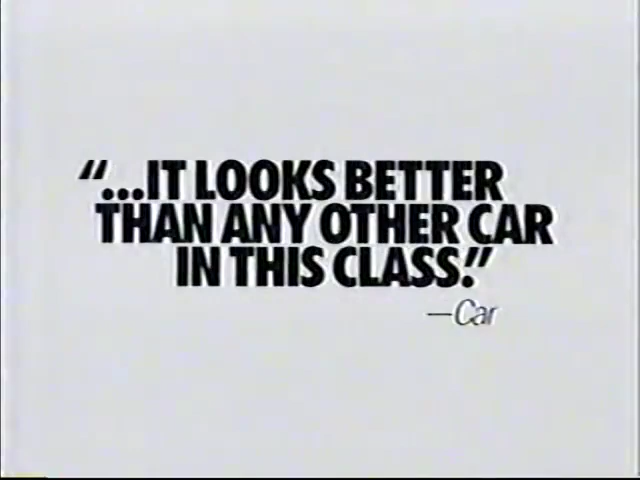 "...IT LOOKS BETTER
THAN ANY OTHER CAR
IN THIS CLASS."
—Car